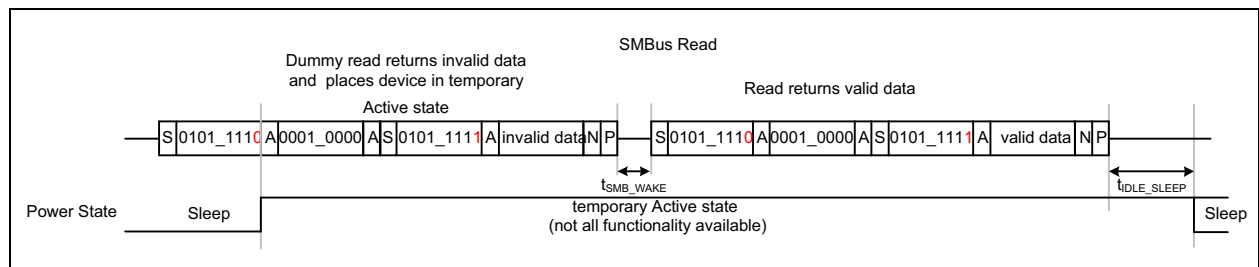 SMBus Read
Dummy read returns invalid data
and places device in temporary
Active state
Read returns valid data
S 0101_1110 A 0001_0000 A S 0101_1111 A invalid data N P S 0101_1110 A 0001_0000 A S 0101_1111 A valid data N P
tSMB_WAKE tIDLE_SLEEP
Power State Sleep temporary Active state Sleep
(not all functionality available)